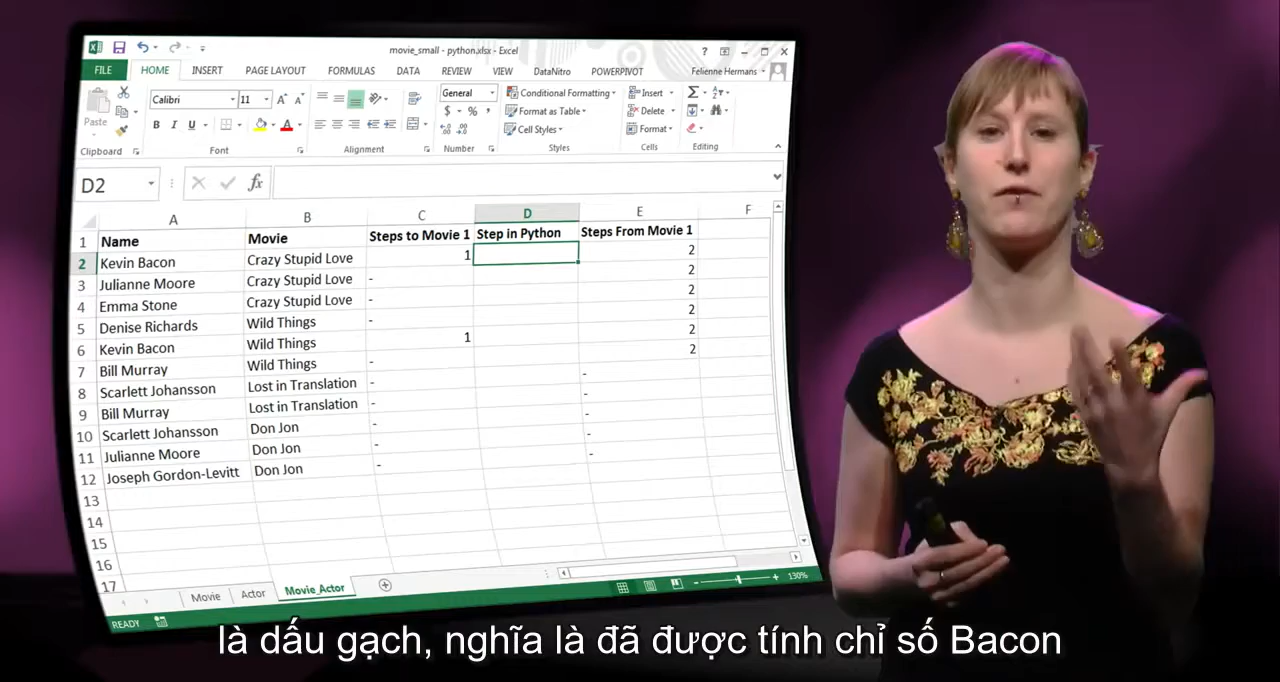 movie_small - python.xlsx - Excel
FILE HOME INSERT PAGE LAYOUT FORMULAS DATA REVIEW VIEW DataNitro POWERPIVOT Felienne Hermans
Calibri 11 General Conditional Formatting Insert
Paste B I U $ % , Format as Table Delete
Cell Styles Format
Clipboard Font Alignment Number Styles Cells Editing
D2 fx
A B C D E F
1 Name Movie Steps to Movie 1 Step in Python Steps From Movie 1
2 Kevin Bacon Crazy Stupid Love 1 2
3 Julianne Moore Crazy Stupid Love - 2
4 Emma Stone Crazy Stupid Love - 2
5 Denise Richards Wild Things - 2
6 Kevin Bacon Wild Things 1 2
7 Bill Murray Wild Things - 2
8 Scarlett Johansson Lost in Translation - -
9 Bill Murray Lost in Translation - -
10 Scarlett Johansson Don Jon - -
11 Julianne Moore Don Jon - -
12 Joseph Gordon-Levitt Don Jon - -
13
14
15
16
17
Movie Actor Movie_Actor
READY 130%
là dấu gạch, nghĩa là đã được tính chỉ số Bacon